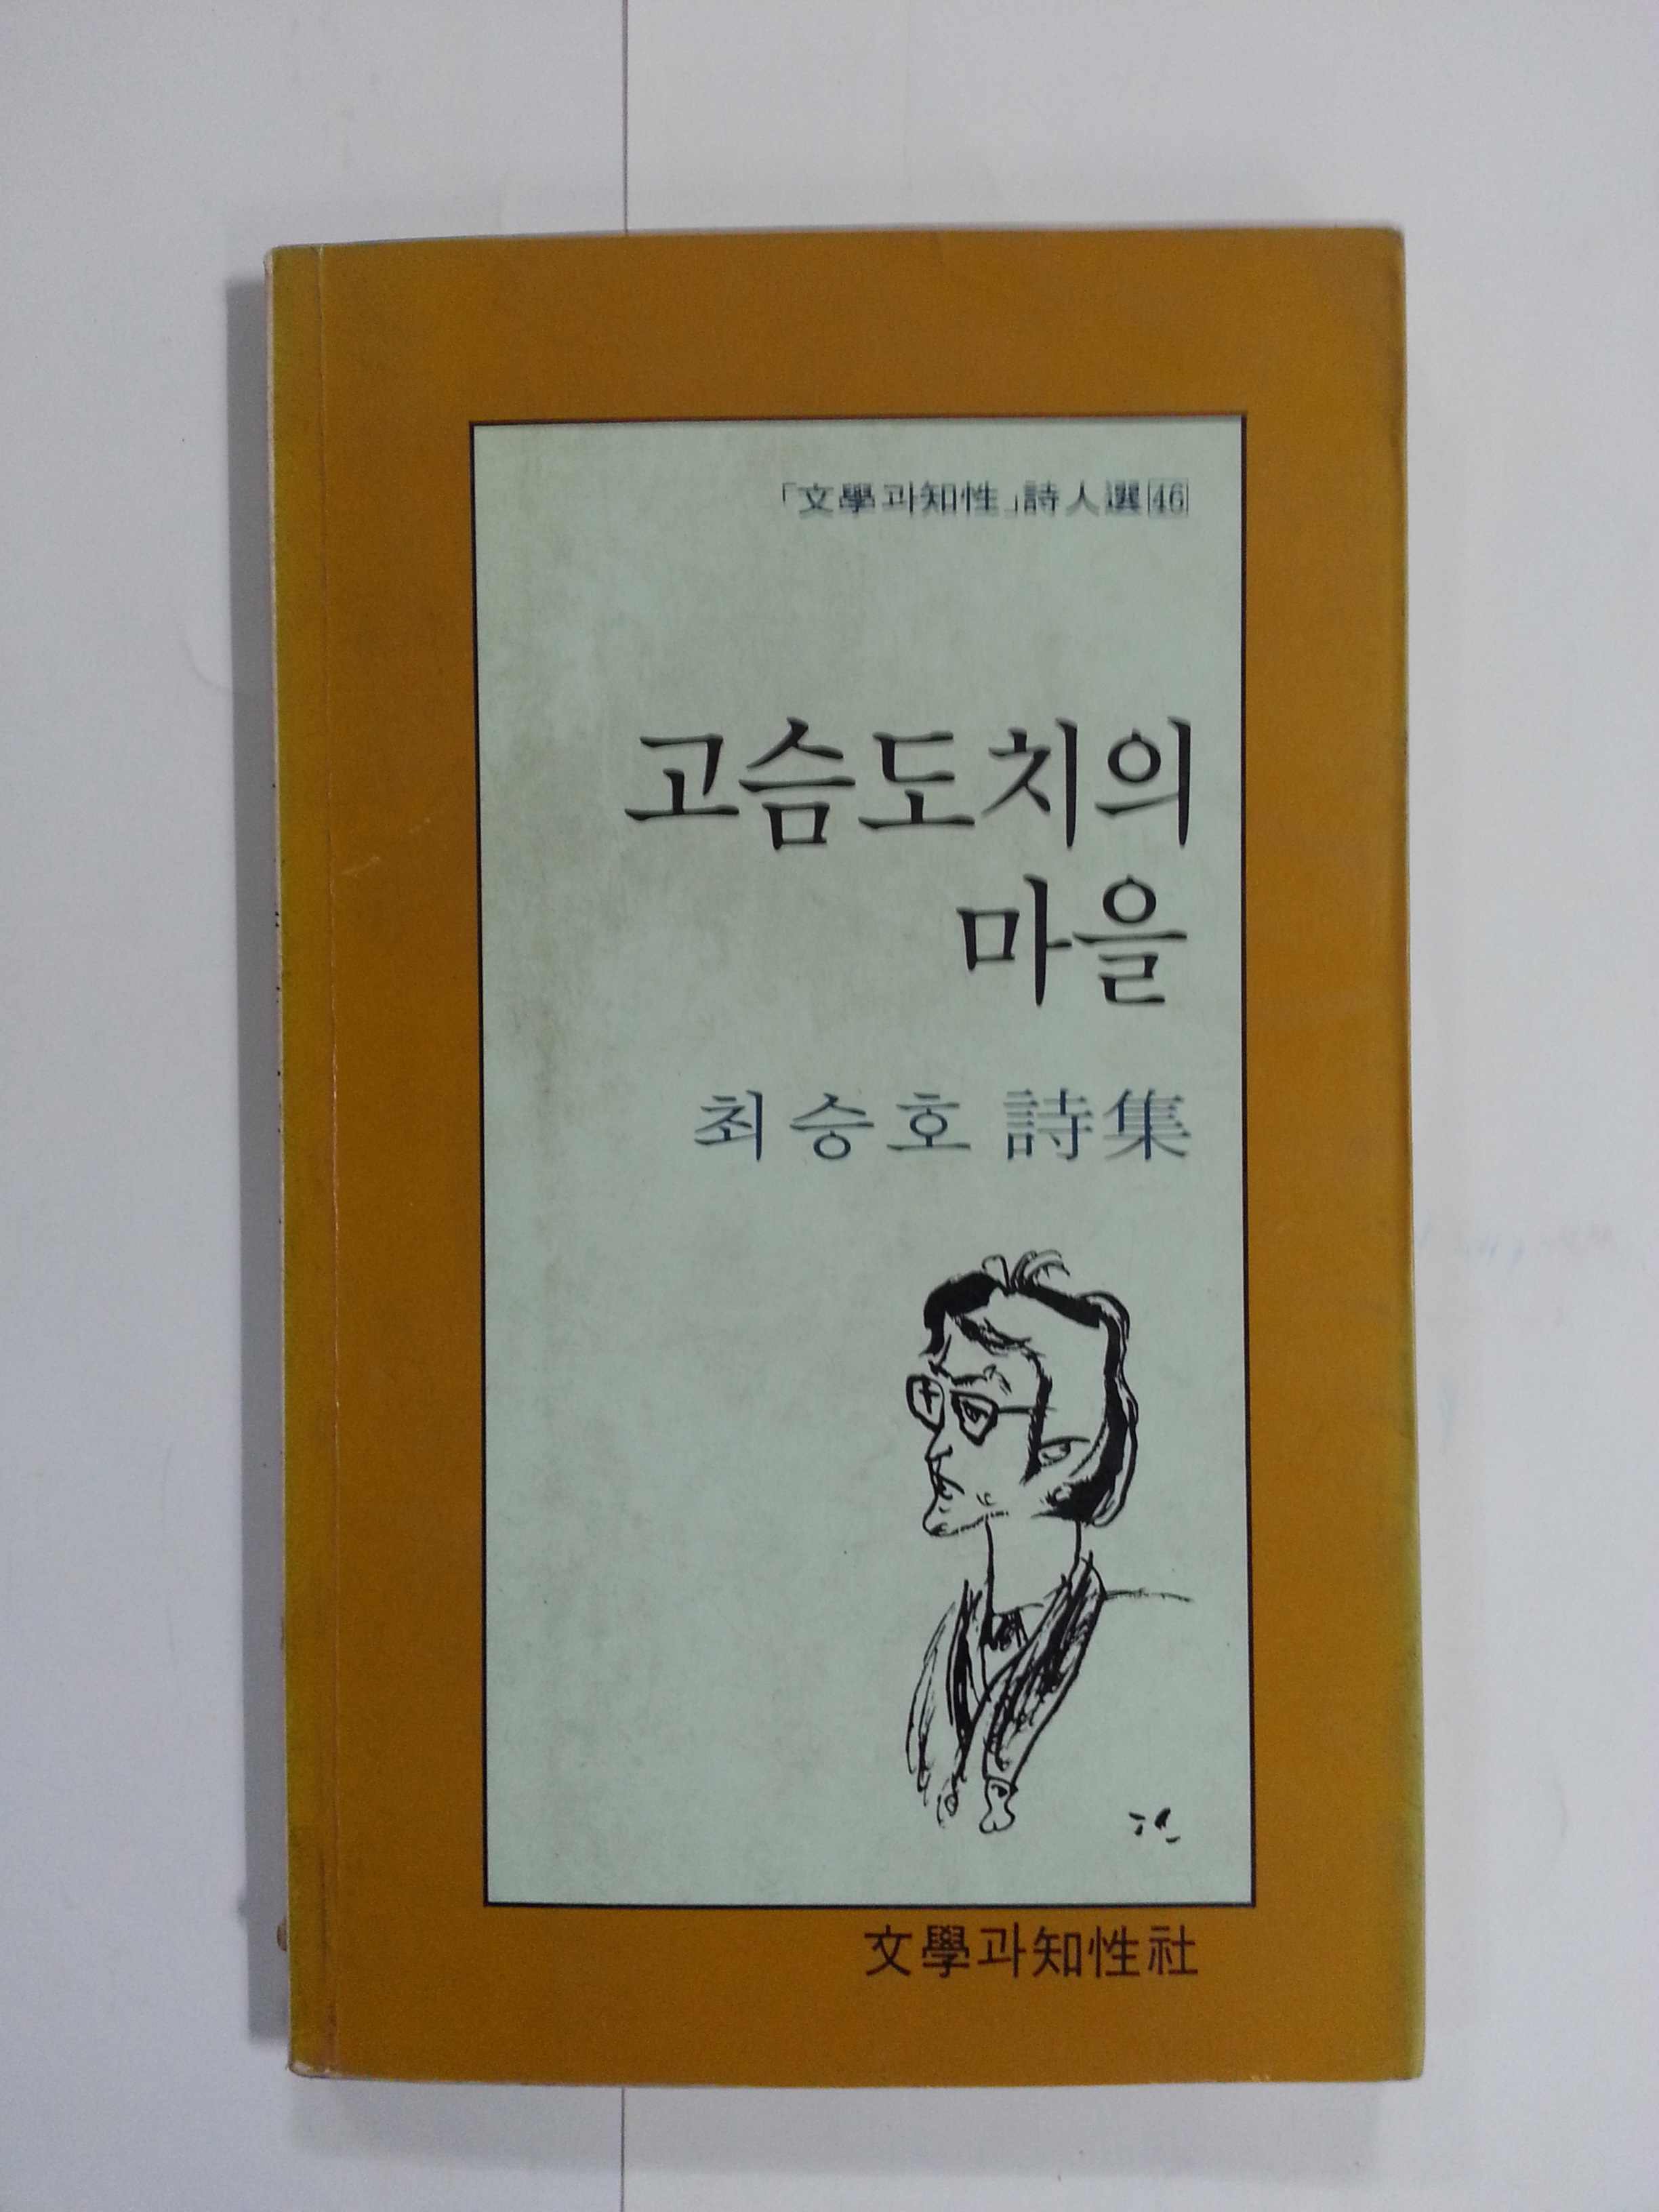 「文學과知性」詩人選 46
고슴도치의
마을
최승호 詩集
文學과知性社